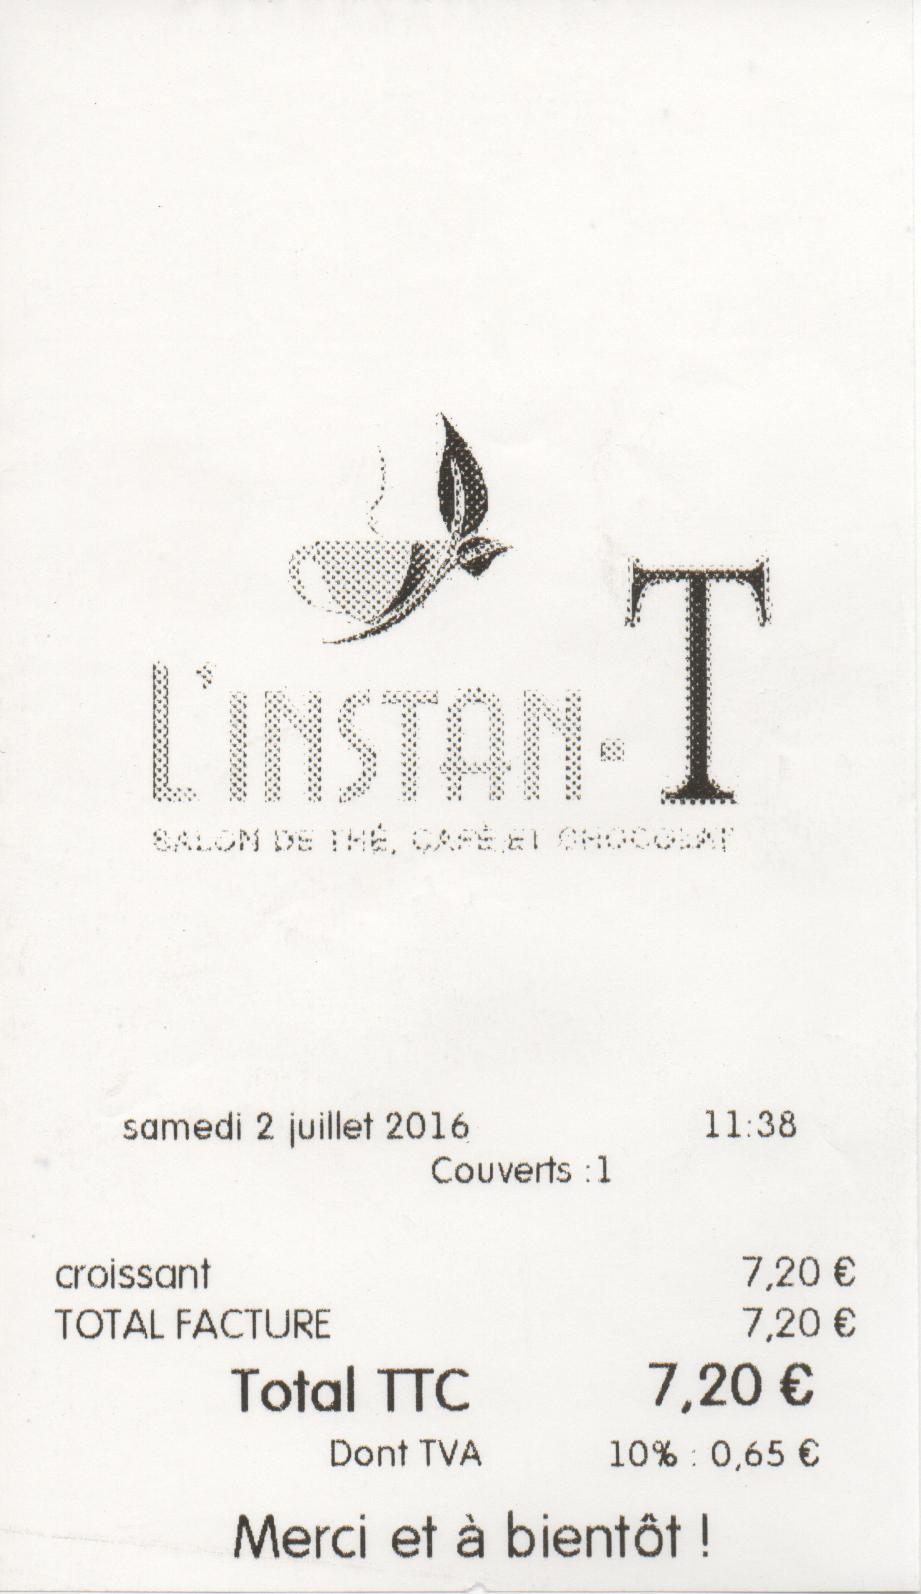 L'INSTAN·T
SALON DE THÉ, CAFÉ ET CHOCOLAT
samedi 2 juillet 2016 11:38
Couverts :1
croissant 7,20 €
TOTAL FACTURE 7,20 €
Total TTC 7,20 €
Dont TVA 10% : 0,65 €
Merci et à bientôt !